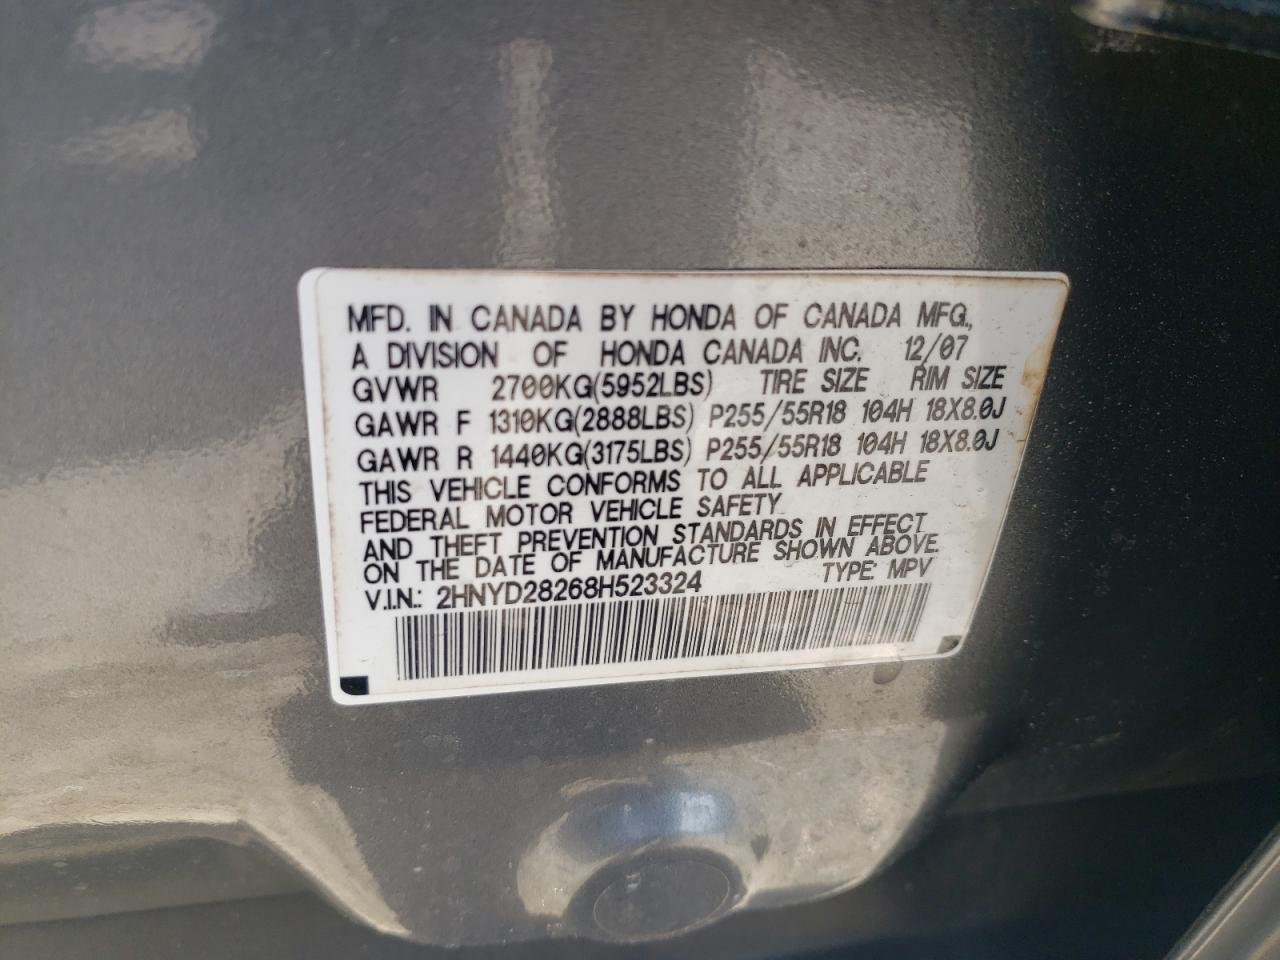 MFD. IN CANADA BY HONDA OF CANADA MFG.,
A DIVISION OF HONDA CANADA INC. 12/07
GVWR 2700KG(5952LBS) TIRE SIZE RIM SIZE
GAWR F 1310KG(2888LBS) P255/55R18 104H 18X8.0J
GAWR R 1440KG(3175LBS) P255/55R18 104H 18X8.0J
THIS VEHICLE CONFORMS TO ALL APPLICABLE
FEDERAL MOTOR VEHICLE SAFETY
AND THEFT PREVENTION STANDARDS IN EFFECT
ON THE DATE OF MANUFACTURE SHOWN ABOVE.
V.I.N.: 2HNYD28268H523324 TYPE: MPV